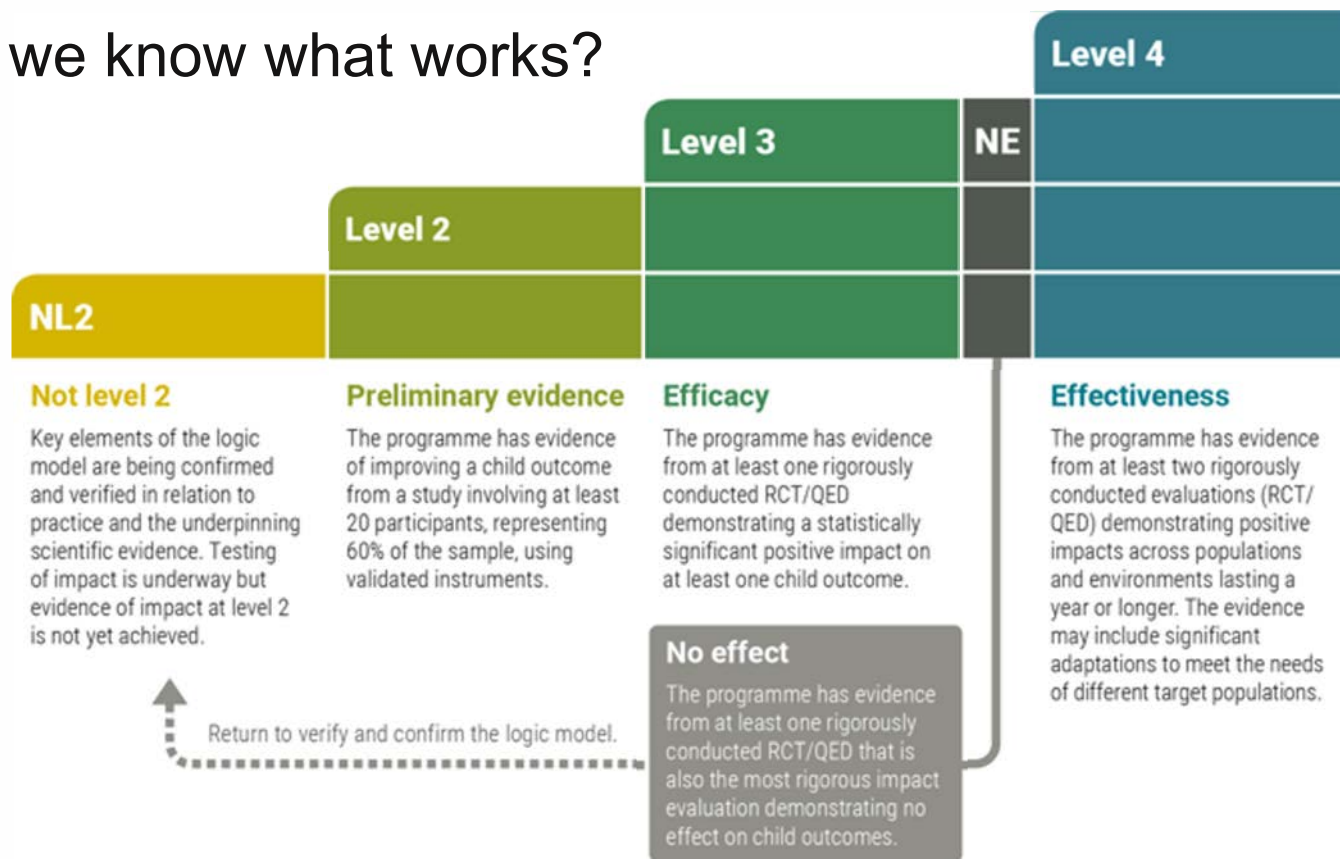 we know what works?
Level 4
Level 3
NE
Level 2
NL2
Not level 2
Key elements of the logic
model are being confirmed
and verified in relation to
practice and the underpinning
scientific evidence. Testing
of impact is underway but
evidence of impact at level 2
is not yet achieved.
Preliminary evidence
The programme has evidence
of improving a child outcome
from a study involving at least
20 participants, representing
60% of the sample, using
validated instruments.
Efficacy
The programme has evidence
from at least one rigorously
conducted RCT/QED
demonstrating a statistically
significant positive impact on
at least one child outcome.
Effectiveness
The programme has evidence
from at least two rigorously
conducted evaluations (RCT/
QED) demonstrating positive
impacts across populations
and environments lasting a
year or longer. The evidence
may include significant
adaptations to meet the needs
of different target populations.
No effect
The programme has evidence
from at least one rigorously
conducted RCT/QED that is
also the most rigorous impact
evaluation demonstrating no
effect on child outcomes.
Return to verify and confirm the logic model.